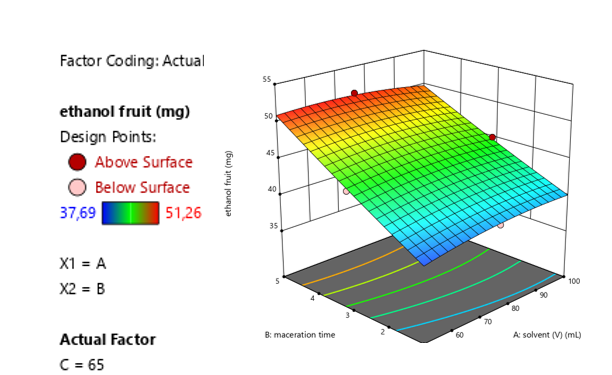 Factor Coding: Actual
ethanol fruit (mg)
Design Points:
Above Surface
Below Surface
37,69 51,26
X1 = A
X2 = B
Actual Factor
C = 65
ethanol fruit (mg)
55
50
45
40
35
5
4
3
2
60
70
80
90
100
B: maceration time
A: solvent (V) (mL)